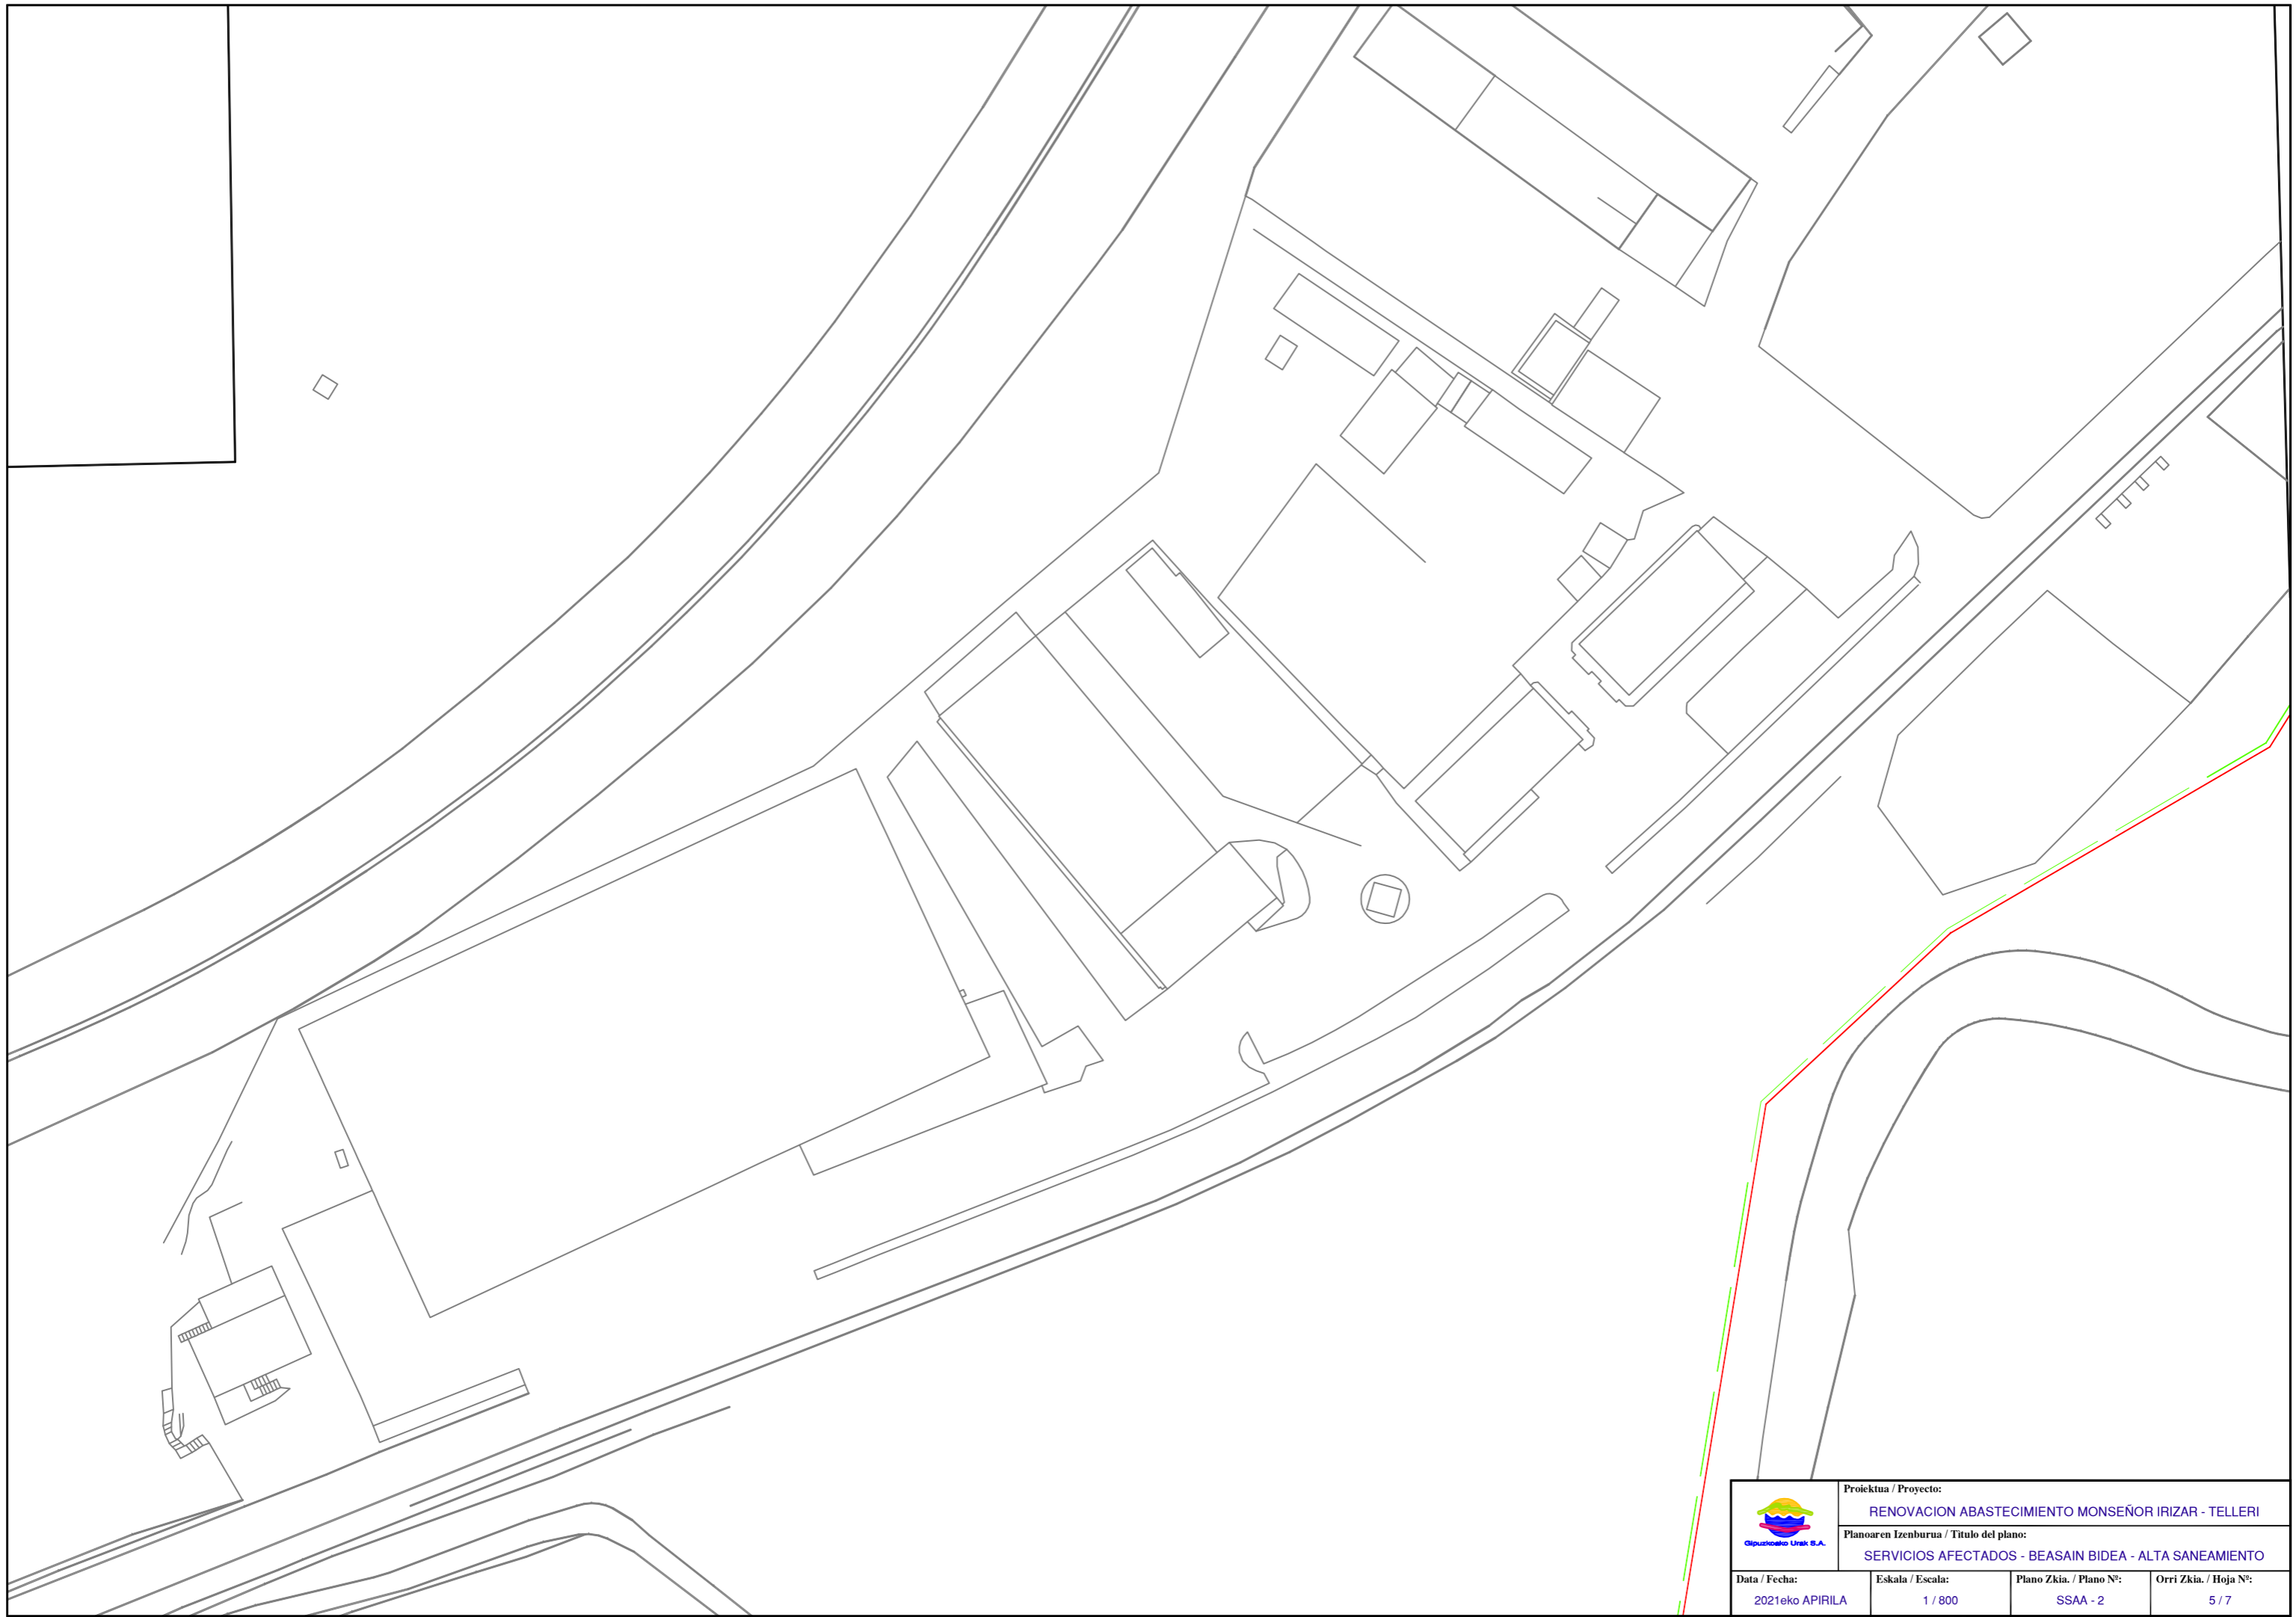 Proiektua / Proyecto:
RENOVACION ABASTECIMIENTO MONSEÑOR IRIZAR - TELLERI
Planoaren Izenburua / Titulo del plano:
SERVICIOS AFECTADOS - BEASAIN BIDEA - ALTA SANEAMIENTO
Gipuzkoako Urak S.A.
Data / Fecha:
2021eko APIRILA
Eskala / Escala:
1 / 800
Plano Zkia. / Plano Nº:
SSAA - 2
Orri Zkia. / Hoja Nº:
5 / 7